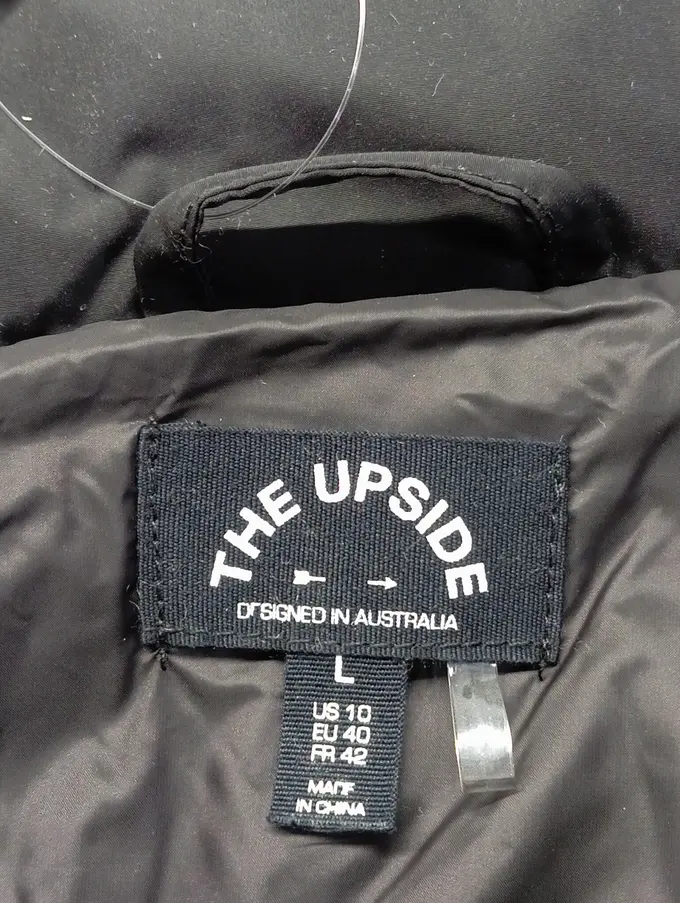 THE UPSIDE
DESIGNED IN AUSTRALIA
L
US 10
EU 40
FR 42
MADE
IN CHINA